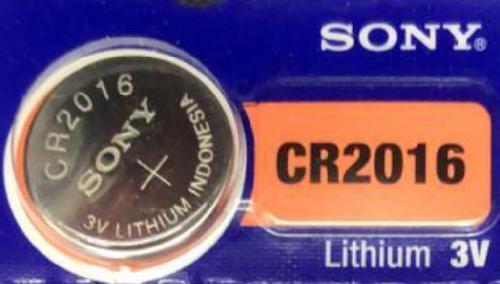 SONY®
CR2016
SONY
+
3V LITHIUM INDONESIA
CR2016
Lithium 3V